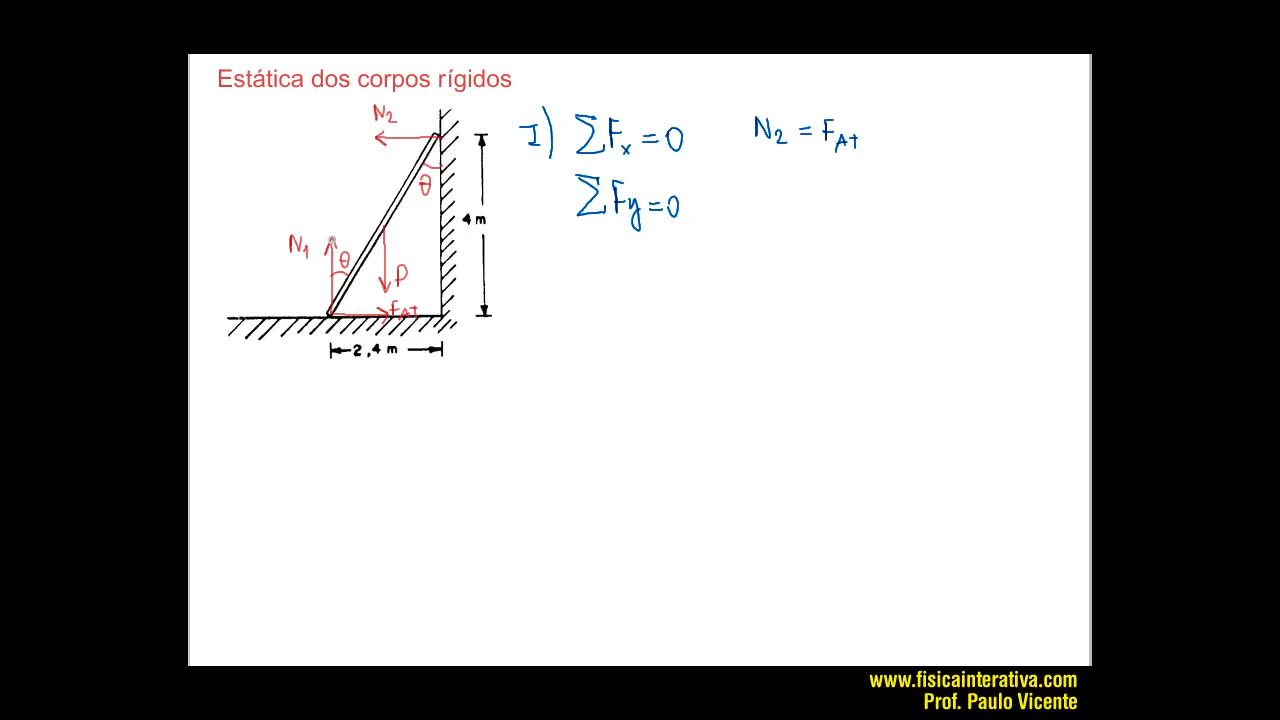 Estática dos corpos rígidos
N2
I) ΣFx = 0
N2 = FAt
θ
ΣFy = 0
4 m
N1
θ
P
FAT
2,4 m
www.fisicainterativa.com
Prof. Paulo Vicente